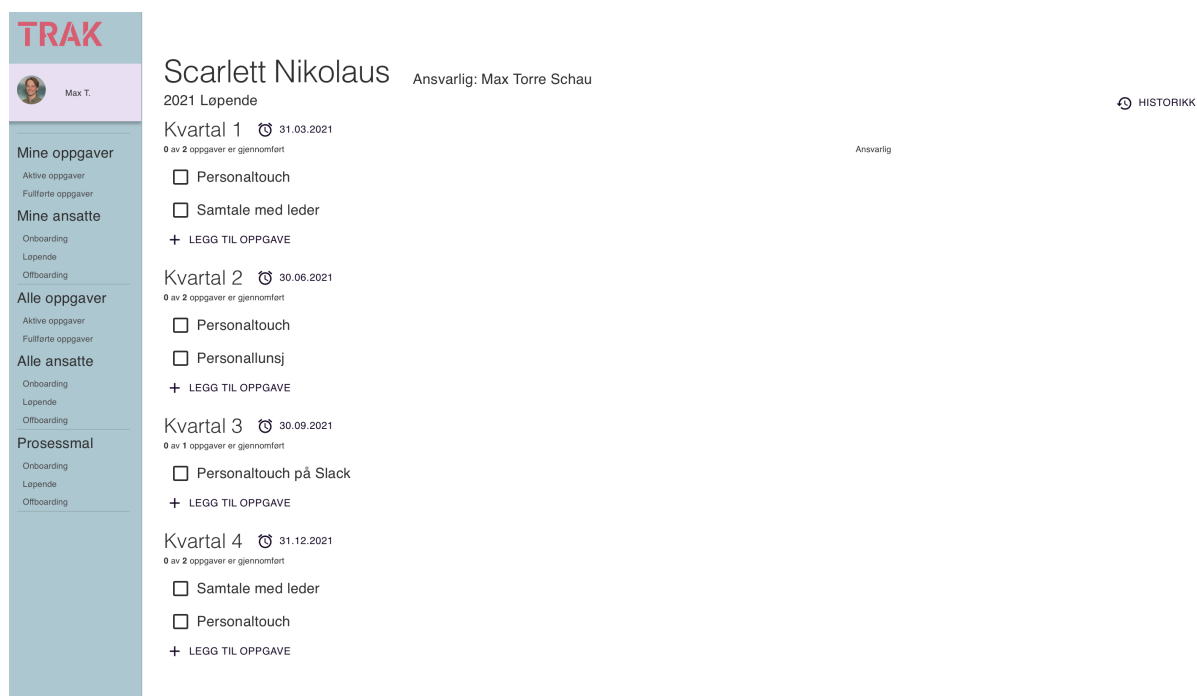 TRAK
Max T.
Mine oppgaver
Aktive oppgaver
Fullførte oppgaver
Mine ansatte
Onboarding
Løpende
Offboarding
Alle oppgaver
Aktive oppgaver
Fullførte oppgaver
Alle ansatte
Onboarding
Løpende
Offboarding
Prosessmal
Onboarding
Løpende
Offboarding
Scarlett Nikolaus Ansvarlig: Max Torre Schau
2021 Løpende HISTORIKK
Kvartal 1 31.03.2021
0 av 2 oppgaver er gjennomført Ansvarlig
Personaltouch
Samtale med leder
+ LEGG TIL OPPGAVE
Kvartal 2 30.06.2021
0 av 2 oppgaver er gjennomført
Personaltouch
Personallunsj
+ LEGG TIL OPPGAVE
Kvartal 3 30.09.2021
0 av 1 oppgaver er gjennomført
Personaltouch på Slack
+ LEGG TIL OPPGAVE
Kvartal 4 31.12.2021
0 av 2 oppgaver er gjennomført
Samtale med leder
Personaltouch
+ LEGG TIL OPPGAVE